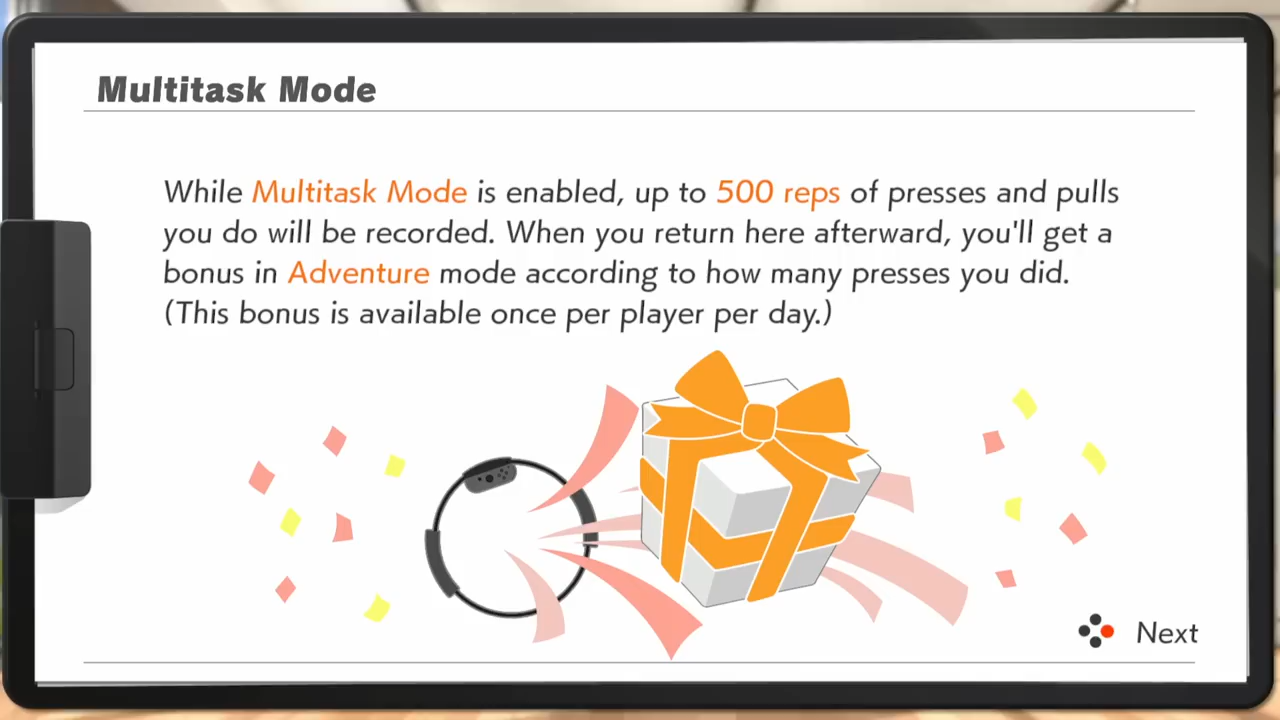 Multitask Mode
While Multitask Mode is enabled, up to 500 reps of presses and pulls
you do will be recorded. When you return here afterward, you'll get a
bonus in Adventure mode according to how many presses you did.
(This bonus is available once per player per day.)
Next